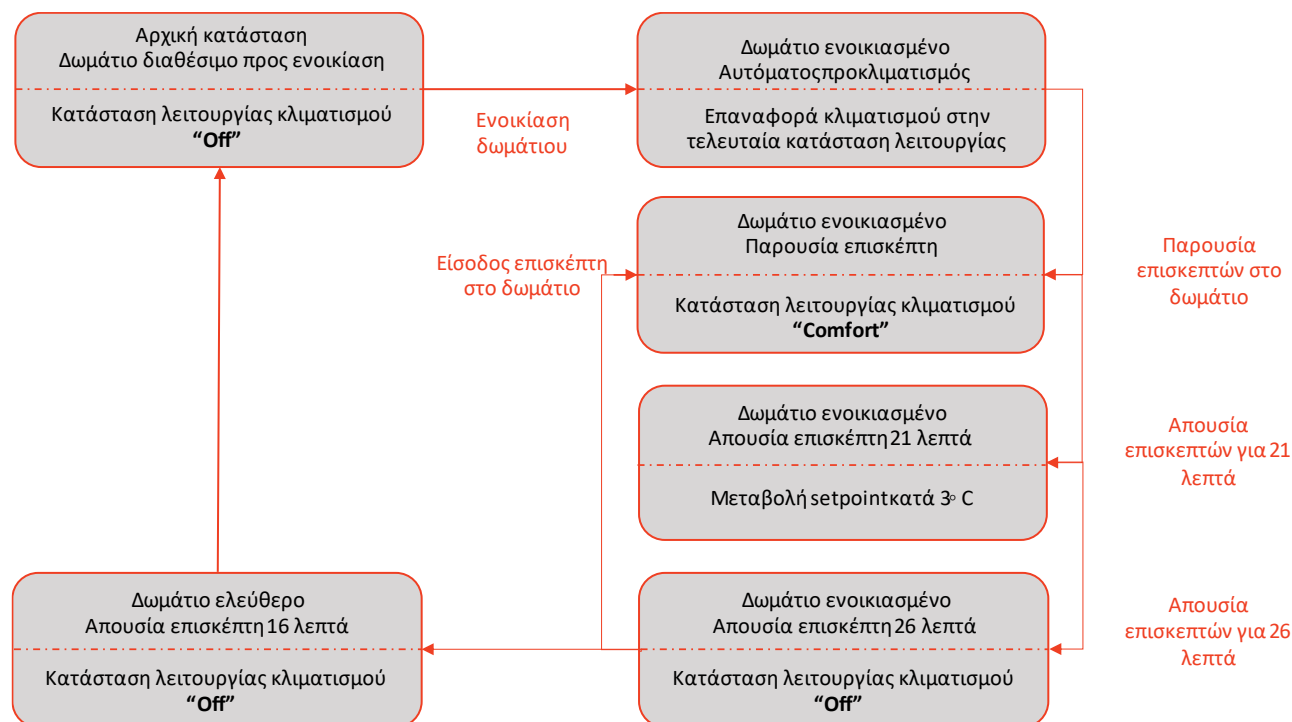 Αρχική κατάσταση
Δωμάτιο διαθέσιμο προς ενοικίαση
Κατάσταση λειτουργίας κλιματισμού
“Off”
Ενοικίαση
δωμάτιου
Δωμάτιο ενοικιασμένο
Αυτόματοςπροκλιματισμός
Επαναφορά κλιματισμού στην
τελευταία κατάσταση λειτουργίας
Δωμάτιο ενοικιασμένο
Παρουσία επισκέπτη
Κατάσταση λειτουργίας κλιματισμού
“Comfort”
Είσοδος επισκέπτη
στο δωμάτιο
Παρουσία
επισκεπτών στο
δωμάτιο
Δωμάτιο ενοικιασμένο
Απουσία επισκέπτη 21 λεπτά
Μεταβολή setpointκατά 3◦ C
Απουσία
επισκεπτών για 21
λεπτά
Δωμάτιο ελεύθερο
Απουσία επισκέπτη 16 λεπτά
Κατάσταση λειτουργίας κλιματισμού
“Off”
Δωμάτιο ενοικιασμένο
Απουσία επισκέπτη 26 λεπτά
Κατάσταση λειτουργίας κλιματισμού
“Off”
Απουσία
επισκεπτών για 26
λεπτά